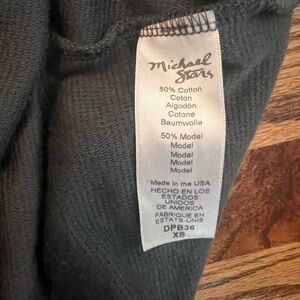 Michael
Stars
50% Cotton
Coton
Algodón
Cotone
Baumwolle
50% Modal
Modal
Modal
Modal
Modal
Made in the USA
HECHO EN LOS
ESTADOS
UNIDOS
DE AMERICA
FABRIQUE EN
ETATS-UNIS
DPB36
XS